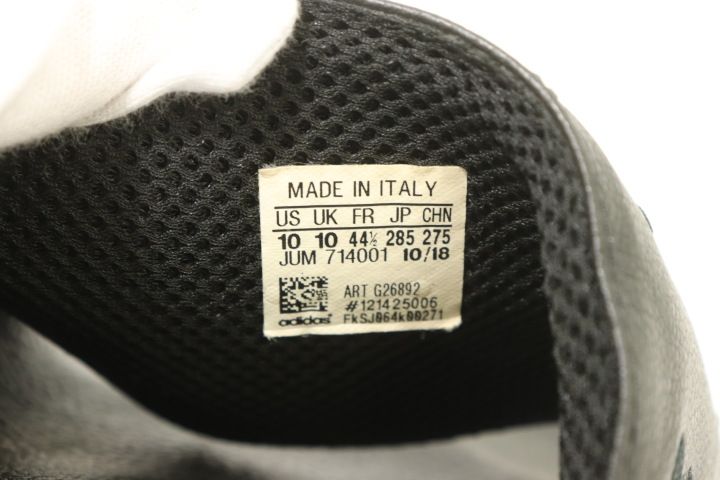 MADE IN ITALY
US UK FR JP CHN
10 10 44½ 285 275
JUM 714001 10/18
ART G26892
#121425006
adidas FkSJ064k00271